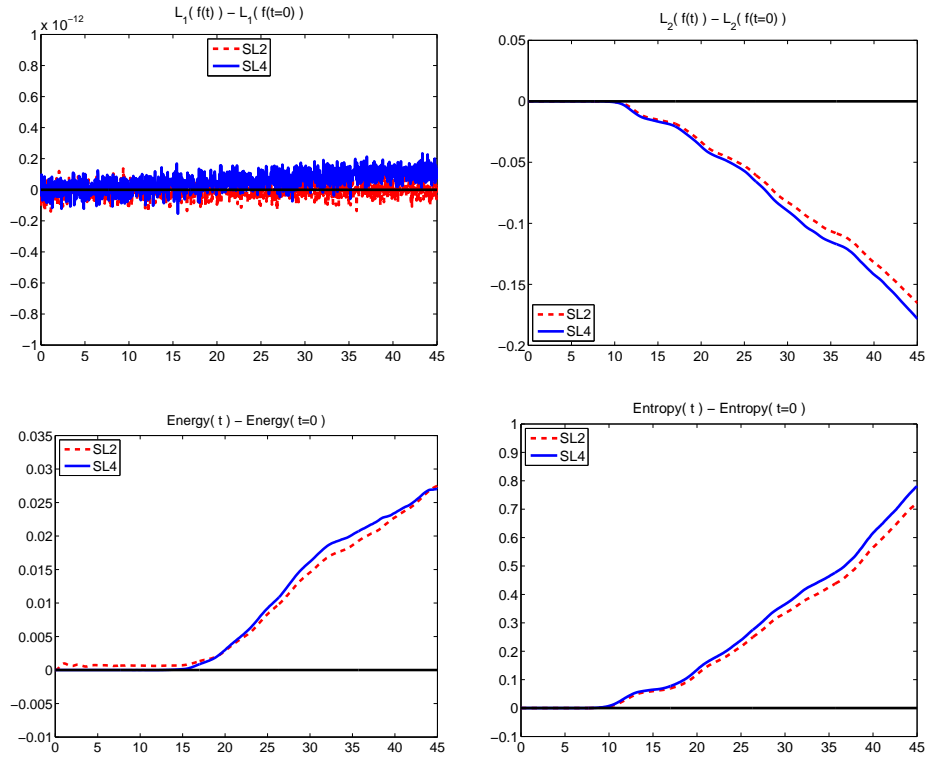 x 10⁻¹²
L₁( f(t) ) − L₁( f(t=0) )
1
0.8
0.6
0.4
0.2
0
−0.2
−0.4
−0.6
−0.8
−1
SL2
SL4
0 5 10 15 20 25 30 35 40 45
L₂( f(t) ) − L₂( f(t=0) )
0.05
0
−0.05
−0.1
−0.15
−0.2
SL2
SL4
0 5 10 15 20 25 30 35 40 45
Energy( t ) − Energy( t=0 )
0.035
0.03
0.025
0.02
0.015
0.01
0.005
0
−0.005
−0.01
SL2
SL4
0 5 10 15 20 25 30 35 40 45
Entropy( t ) − Entropy( t=0 )
1
0.9
0.8
0.7
0.6
0.5
0.4
0.3
0.2
0.1
0
−0.1
SL2
SL4
0 5 10 15 20 25 30 35 40 45